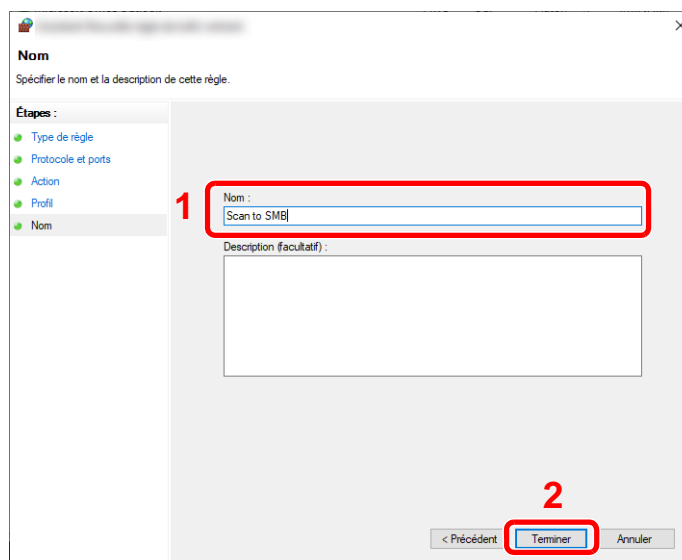 Nom
Spécifier le nom et la description de cette règle.
Étapes :
Type de règle
Protocole et ports
Action
Profil
Nom
1
Nom :
Scan to SMB
Description (facultatif) :
2
< Précédent
Terminer
Annuler